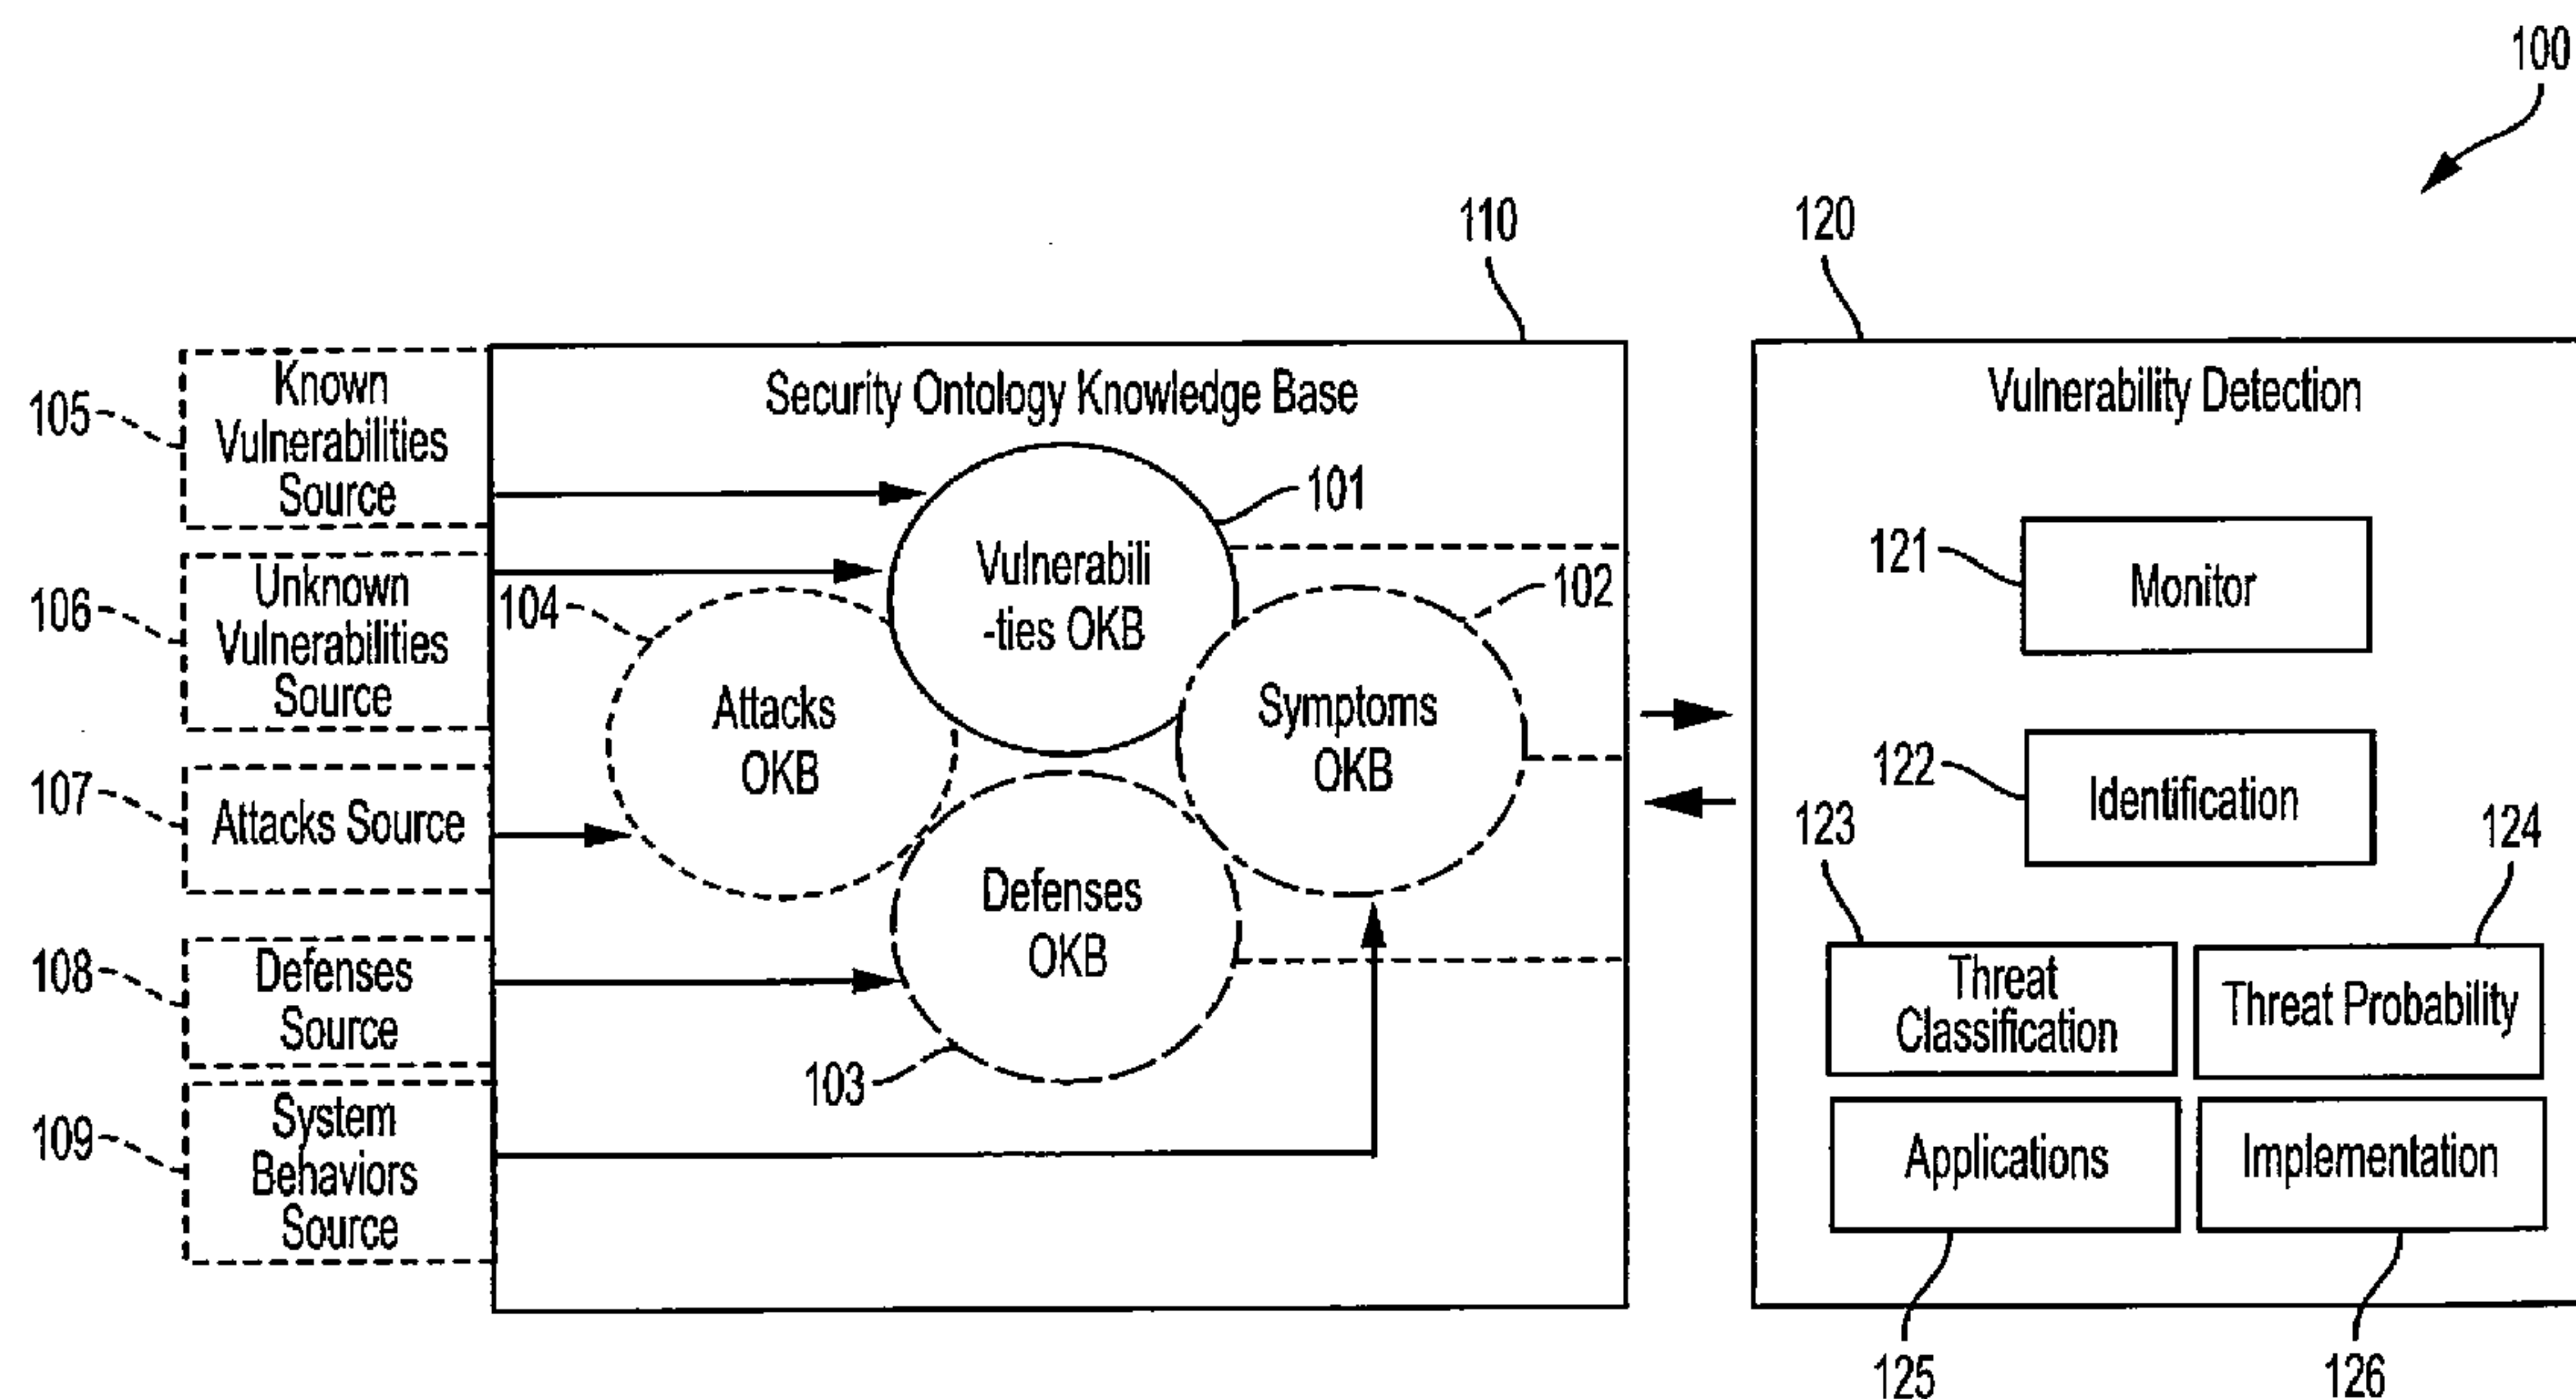 100
110
120
105
Known
Vulnerabilities
Source
Security Ontology Knowledge Base
Vulnerability Detection
101
Vulnerabili
-ties OKB
102
121
Monitor
106
Unknown
Vulnerabilities
Source
104
Attacks
OKB
Symptoms
OKB
122
Identification
107
Attacks Source
123
124
Defenses
OKB
Threat
Classification
Threat Probability
108
Defenses
Source
103
109
System
Behaviors
Source
Applications
Implementation
125
126